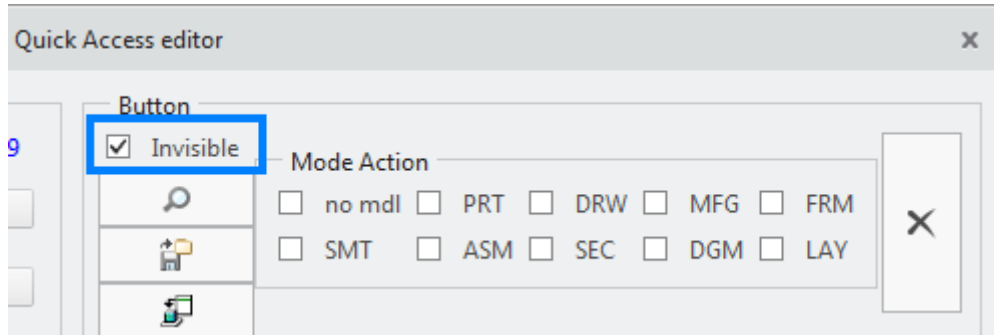 Quick Access editor
Button
9
Invisible
Mode Action
no mdl PRT DRW MFG FRM
SMT ASM SEC DGM LAY